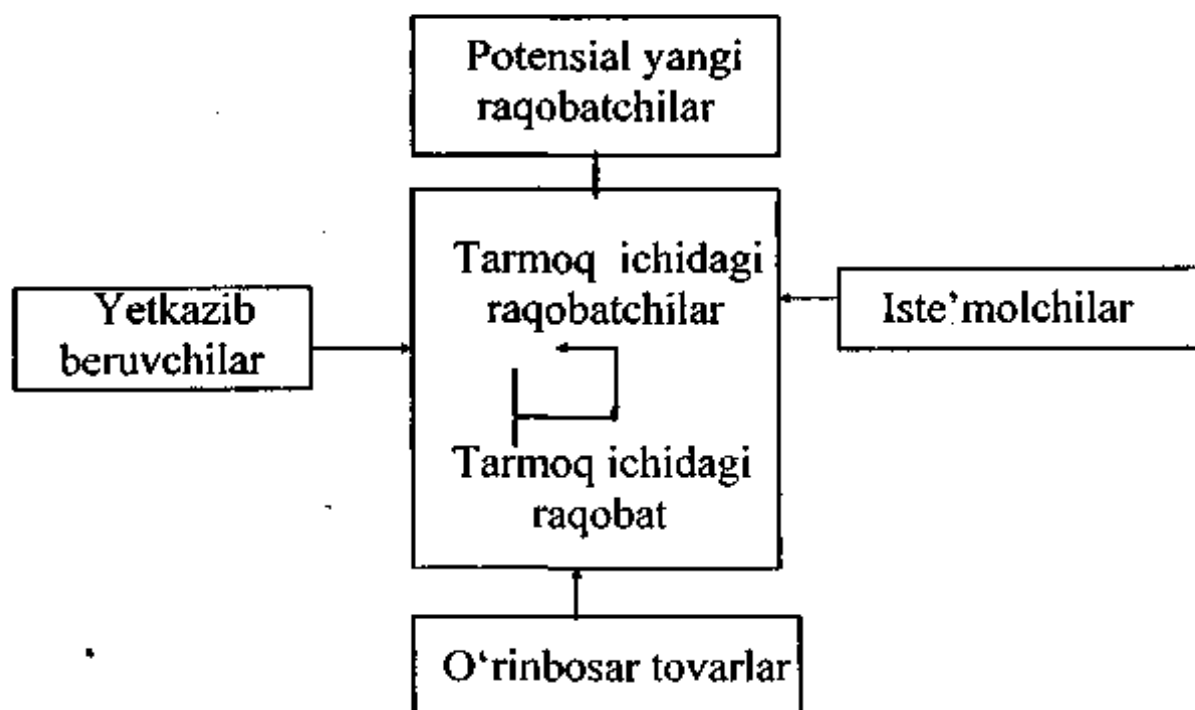 Potensial yangi
raqobatchilar
Tarmoq ichidagi
raqobatchilar
Yetkazib
beruvchilar
Iste’molchilar
Tarmoq ichidagi
raqobat
O‘rinbosar tovarlar